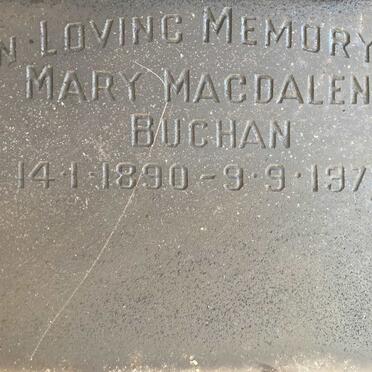 N · LOVING MEMORY
MARY MAGDALEN
BUCHAN
14·1·1890 – 9·9·197